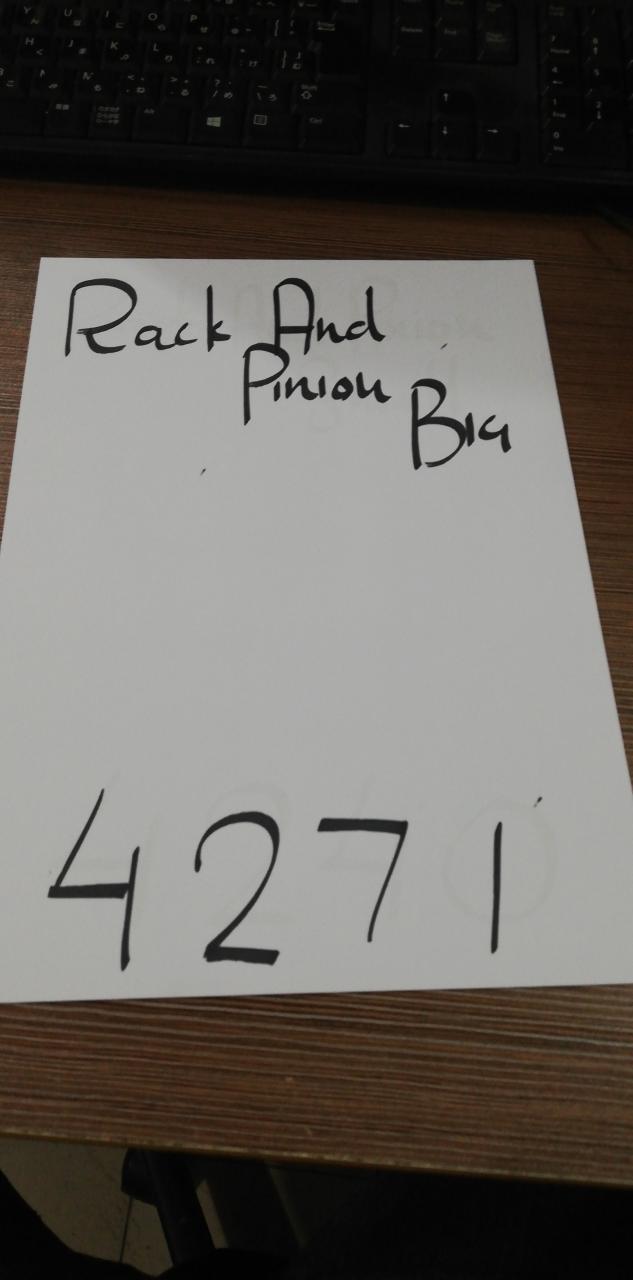 Rack And
Pinion
Big
4271